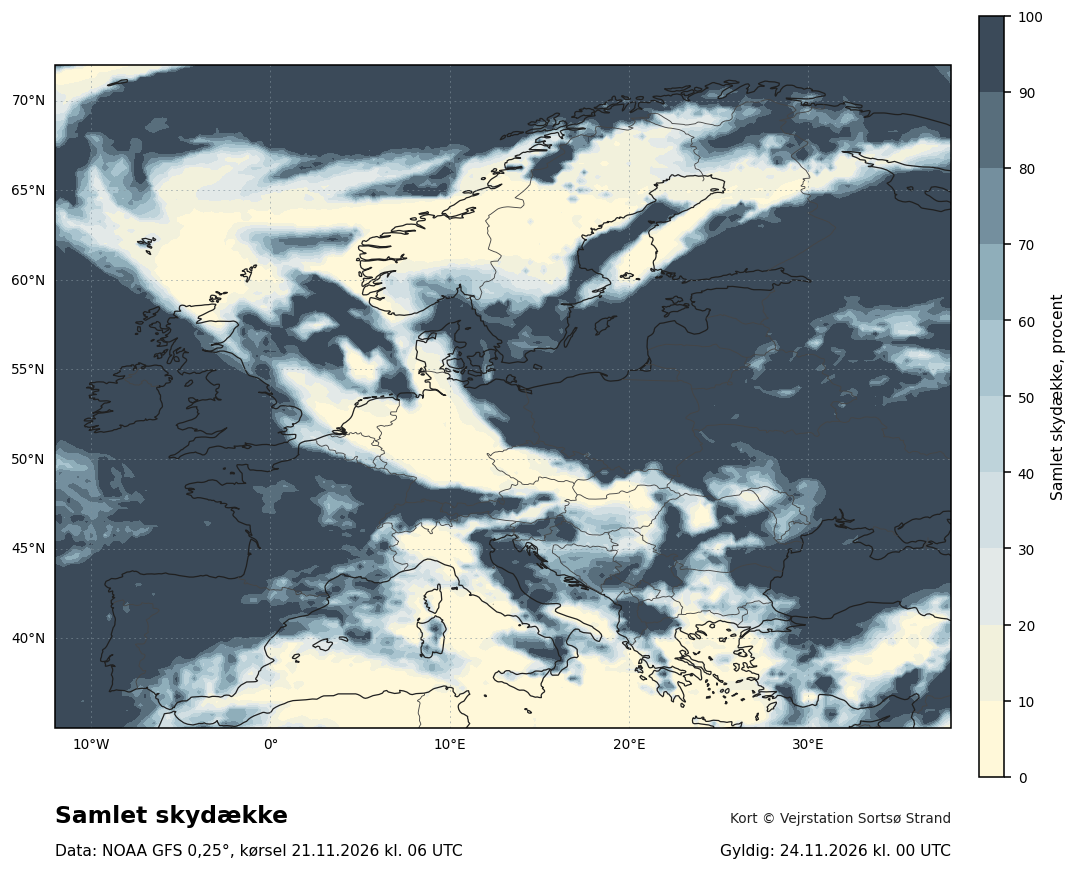 100
90
80
70
60
50
40
30
20
10
0
Samlet skydække, procent
70°N
65°N
60°N
55°N
50°N
45°N
40°N
10°W
0°
10°E
20°E
30°E
Samlet skydække
Kort © Vejrstation Sortsø Strand
Data: NOAA GFS 0,25°, kørsel 21.11.2026 kl. 06 UTC
Gyldig: 24.11.2026 kl. 00 UTC